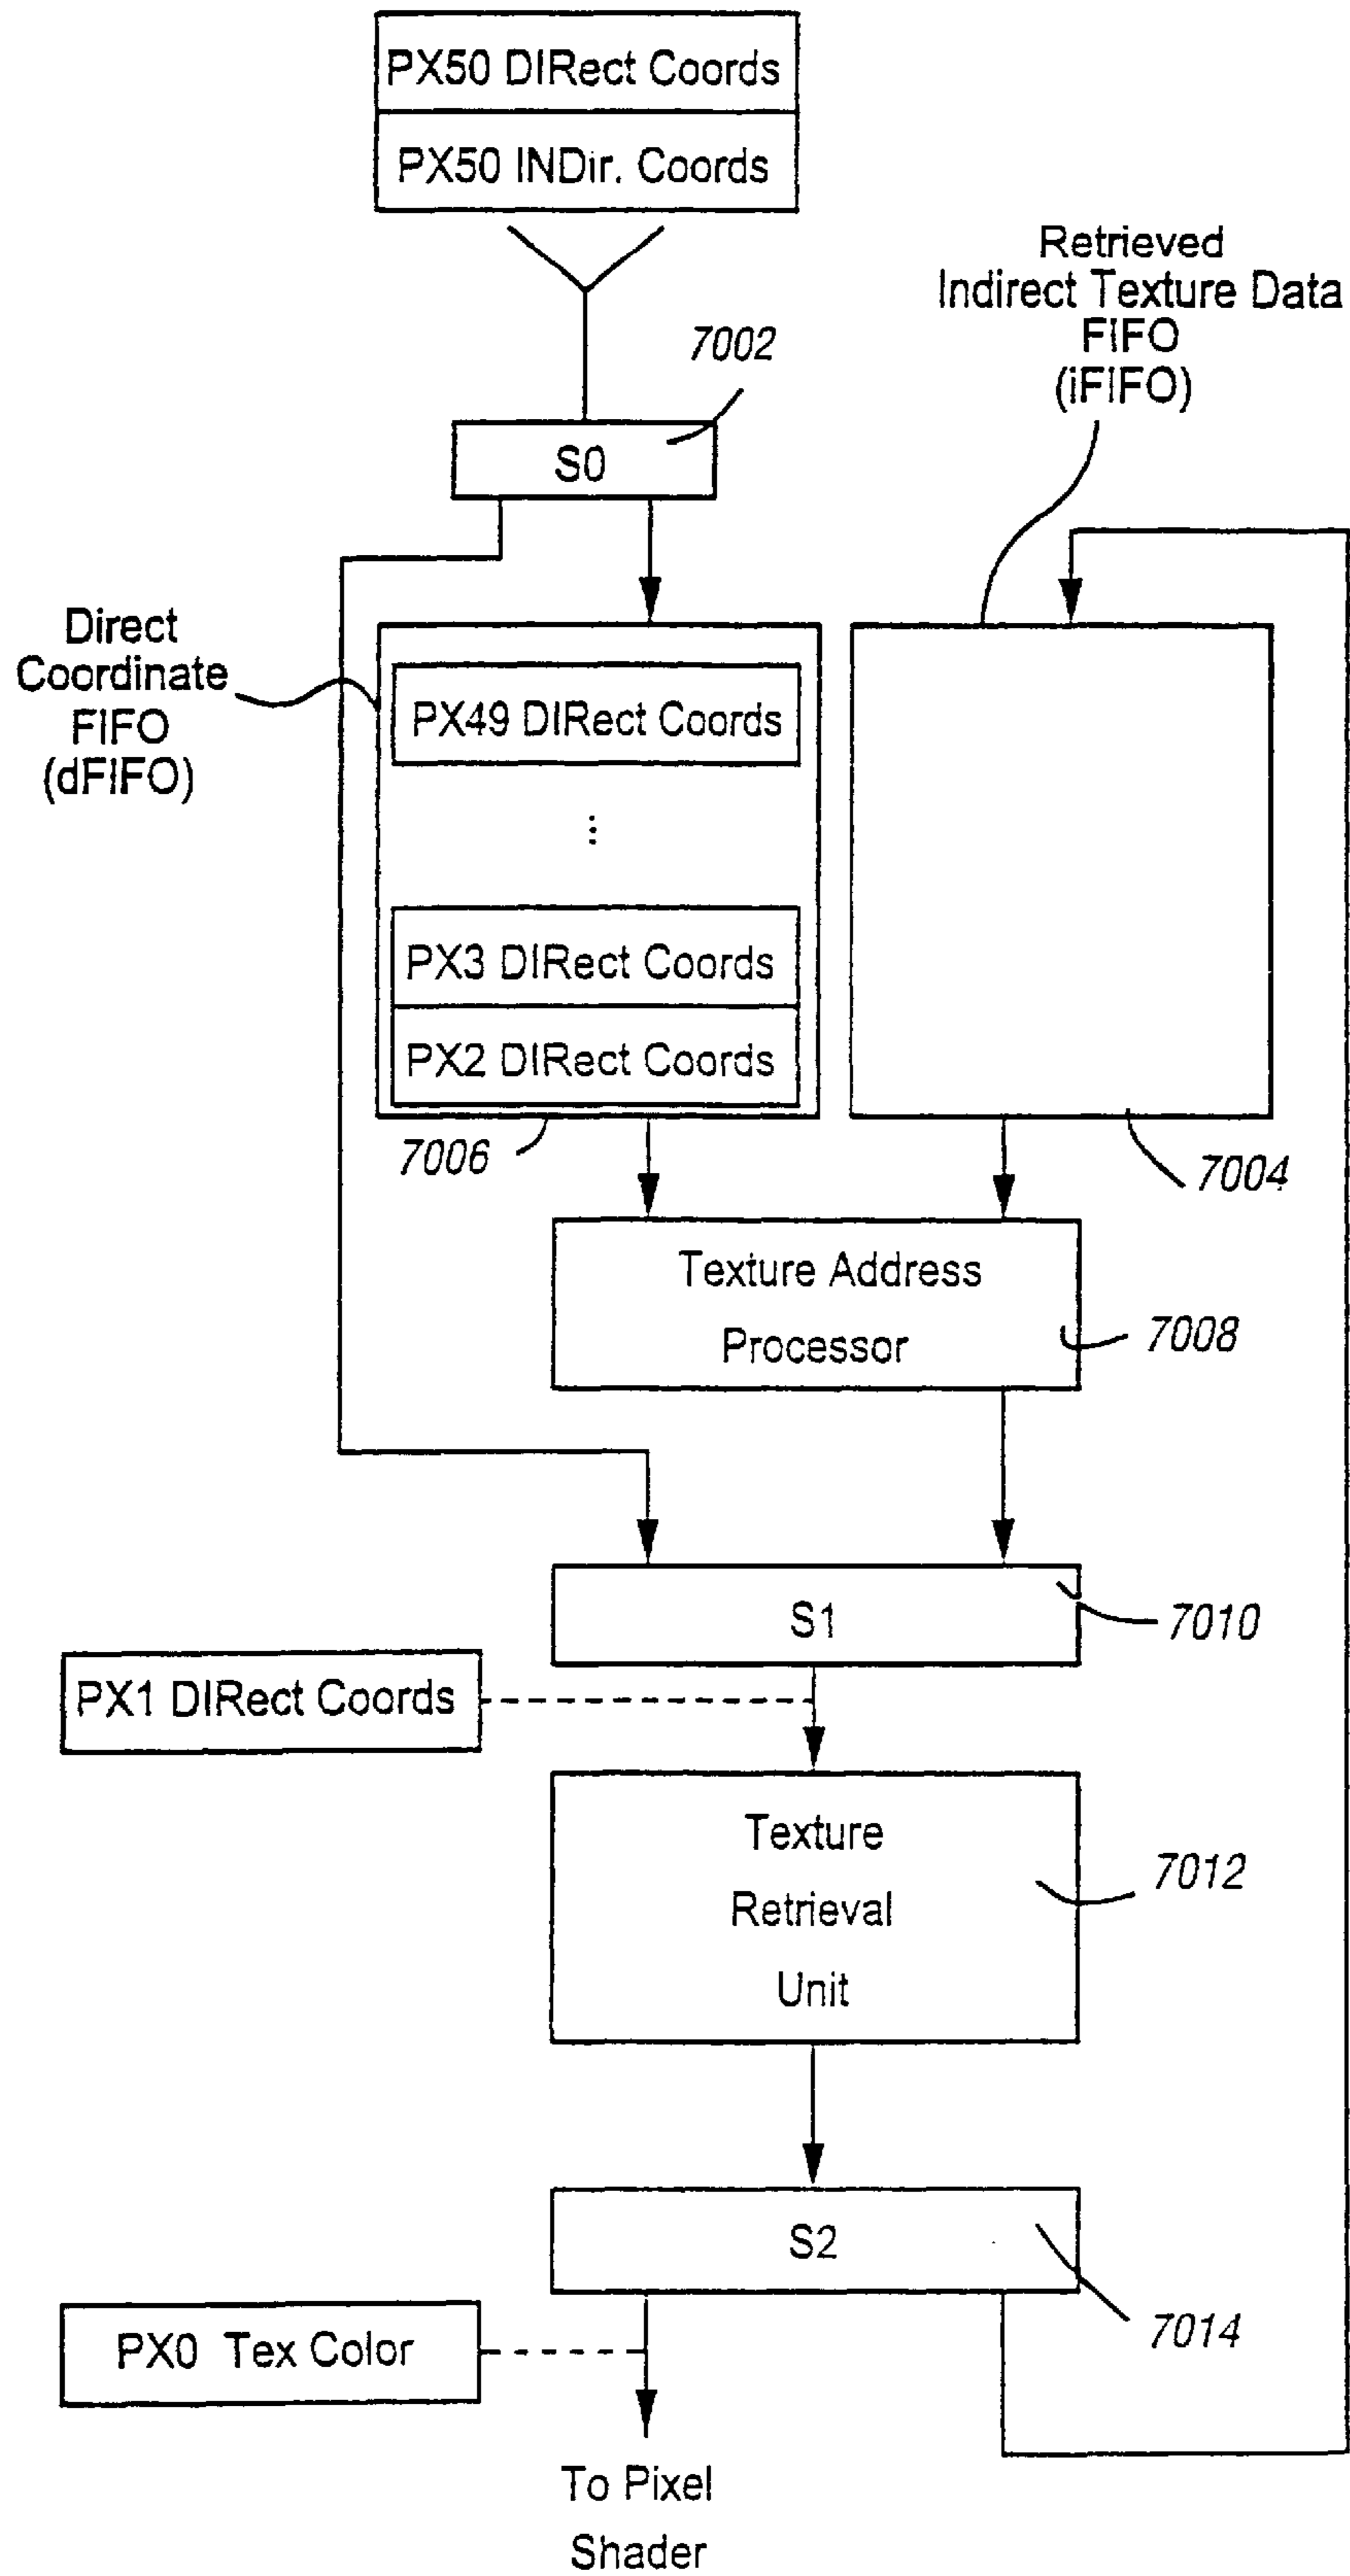 PX50 DIRect Coords
PX50 INDir. Coords
Retrieved
Indirect Texture Data
FIFO
(iFIFO)
7002
S0
Direct
Coordinate
FIFO
(dFIFO)
PX49 DIRect Coords
...
PX3 DIRect Coords
PX2 DIRect Coords
7006
7004
Texture Address
Processor
7008
S1
7010
PX1 DIRect Coords
Texture
Retrieval
Unit
7012
S2
7014
PX0 Tex Color
To Pixel
Shader